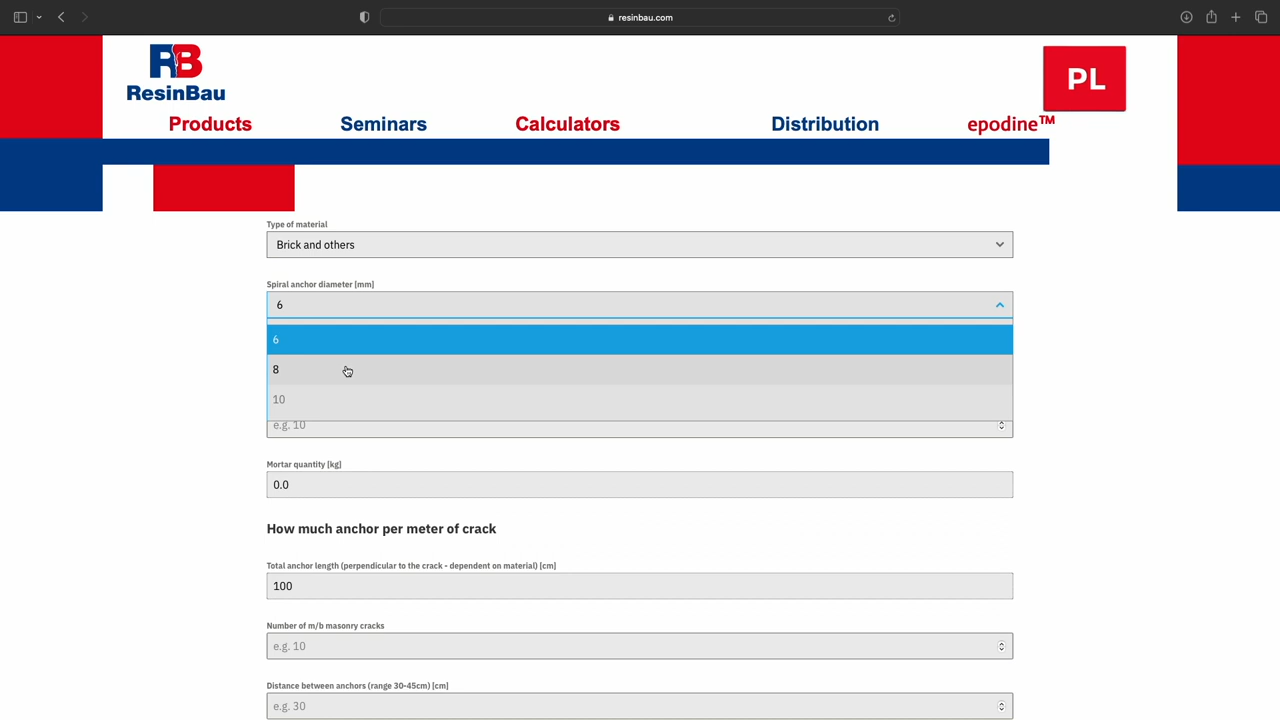 resinbau.com
RB
ResinBau
PL
Products Seminars Calculators Distribution epodine™
Type of material
Brick and others
Spiral anchor diameter [mm]
6
6
8
10
e.g. 10
Mortar quantity [kg]
0.0
How much anchor per meter of crack
Total anchor length (perpendicular to the crack - dependent on material) [cm]
100
Number of m/b masonry cracks
e.g. 10
Distance between anchors (range 30-45cm) [cm]
e.g. 30